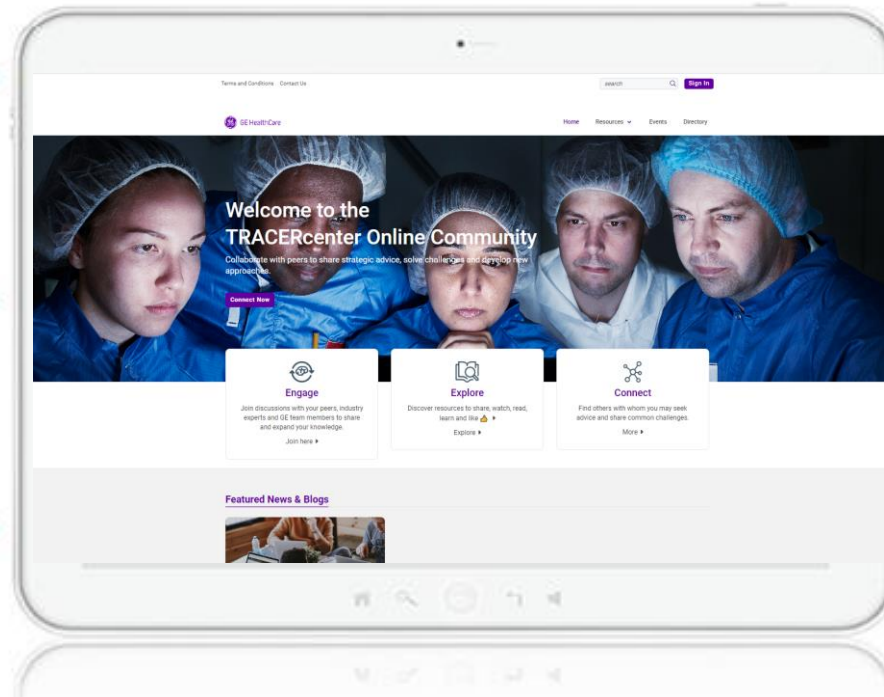 Terms and Conditions Contact Us
search
Sign In
GE HealthCare
Home Resources Events Directory
Welcome to the
TRACERcenter Online Community
Collaborate with peers to share strategic advice, solve challenges and develop new
approaches.
Connect Now
Engage
Join discussions with your peers, industry
experts and GE team members to share
and expand your knowledge.
Join here
Explore
Discover resources to share, watch, read,
learn and like 👍
Explore
Connect
Find others with whom you may seek
advice and share common challenges.
More
Featured News & Blogs